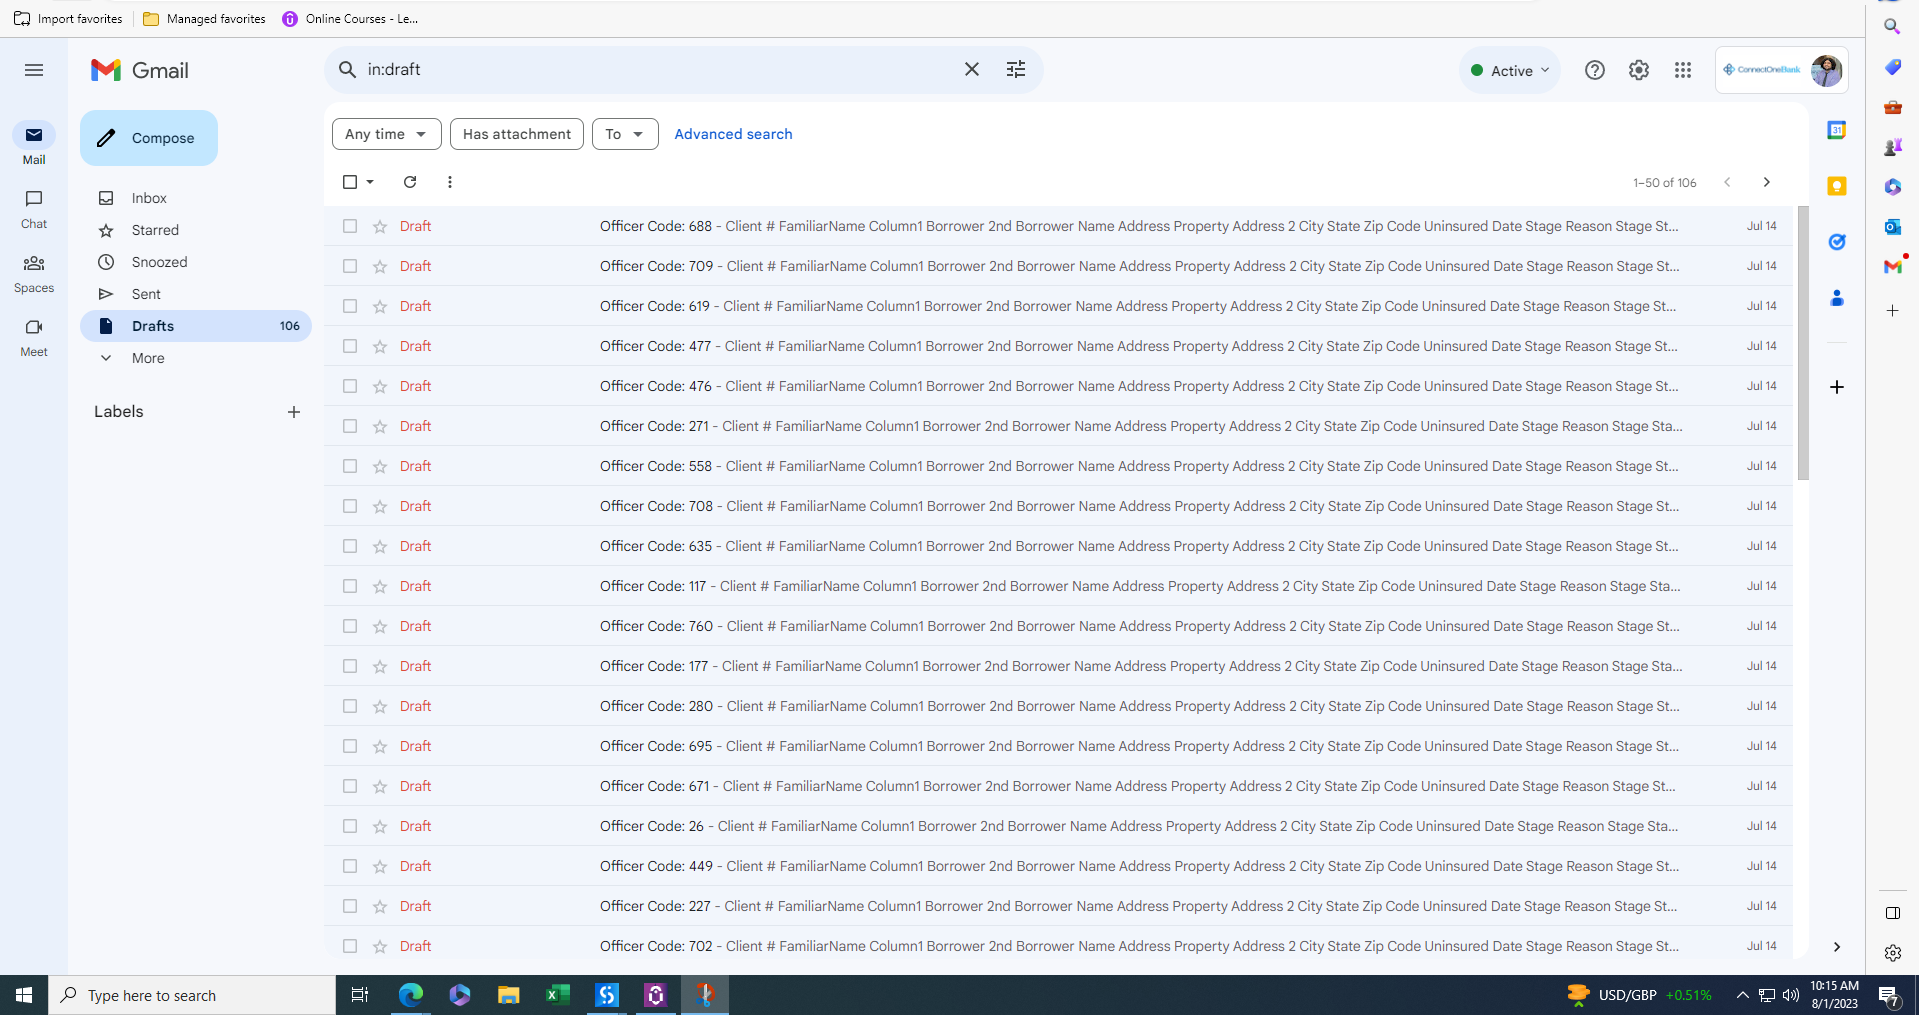 Import favorites
Managed favorites
Online Courses - Le...
Gmail
in:draft
Active
ConnectOneBank
Compose
Any time
Has attachment
To
Advanced search
Mail
Chat
Spaces
Meet
Inbox
Starred
Snoozed
Sent
Drafts 106
More
Labels
1–50 of 106
Draft Officer Code: 688 - Client # FamiliarName Column1 Borrower 2nd Borrower Name Address Property Address 2 City State Zip Code Uninsured Date Stage Reason Stage St... Jul 14
Draft Officer Code: 709 - Client # FamiliarName Column1 Borrower 2nd Borrower Name Address Property Address 2 City State Zip Code Uninsured Date Stage Reason Stage St... Jul 14
Draft Officer Code: 619 - Client # FamiliarName Column1 Borrower 2nd Borrower Name Address Property Address 2 City State Zip Code Uninsured Date Stage Reason Stage St... Jul 14
Draft Officer Code: 477 - Client # FamiliarName Column1 Borrower 2nd Borrower Name Address Property Address 2 City State Zip Code Uninsured Date Stage Reason Stage St... Jul 14
Draft Officer Code: 476 - Client # FamiliarName Column1 Borrower 2nd Borrower Name Address Property Address 2 City State Zip Code Uninsured Date Stage Reason Stage St... Jul 14
Draft Officer Code: 271 - Client # FamiliarName Column1 Borrower 2nd Borrower Name Address Property Address 2 City State Zip Code Uninsured Date Stage Reason Stage Sta... Jul 14
Draft Officer Code: 558 - Client # FamiliarName Column1 Borrower 2nd Borrower Name Address Property Address 2 City State Zip Code Uninsured Date Stage Reason Stage St... Jul 14
Draft Officer Code: 708 - Client # FamiliarName Column1 Borrower 2nd Borrower Name Address Property Address 2 City State Zip Code Uninsured Date Stage Reason Stage St... Jul 14
Draft Officer Code: 635 - Client # FamiliarName Column1 Borrower 2nd Borrower Name Address Property Address 2 City State Zip Code Uninsured Date Stage Reason Stage St... Jul 14
Draft Officer Code: 117 - Client # FamiliarName Column1 Borrower 2nd Borrower Name Address Property Address 2 City State Zip Code Uninsured Date Stage Reason Stage Sta... Jul 14
Draft Officer Code: 760 - Client # FamiliarName Column1 Borrower 2nd Borrower Name Address Property Address 2 City State Zip Code Uninsured Date Stage Reason Stage St... Jul 14
Draft Officer Code: 177 - Client # FamiliarName Column1 Borrower 2nd Borrower Name Address Property Address 2 City State Zip Code Uninsured Date Stage Reason Stage Sta... Jul 14
Draft Officer Code: 280 - Client # FamiliarName Column1 Borrower 2nd Borrower Name Address Property Address 2 City State Zip Code Uninsured Date Stage Reason Stage St... Jul 14
Draft Officer Code: 695 - Client # FamiliarName Column1 Borrower 2nd Borrower Name Address Property Address 2 City State Zip Code Uninsured Date Stage Reason Stage St... Jul 14
Draft Officer Code: 671 - Client # FamiliarName Column1 Borrower 2nd Borrower Name Address Property Address 2 City State Zip Code Uninsured Date Stage Reason Stage St... Jul 14
Draft Officer Code: 26 - Client # FamiliarName Column1 Borrower 2nd Borrower Name Address Property Address 2 City State Zip Code Uninsured Date Stage Reason Stage Sta... Jul 14
Draft Officer Code: 449 - Client # FamiliarName Column1 Borrower 2nd Borrower Name Address Property Address 2 City State Zip Code Uninsured Date Stage Reason Stage St... Jul 14
Draft Officer Code: 227 - Client # FamiliarName Column1 Borrower 2nd Borrower Name Address Property Address 2 City State Zip Code Uninsured Date Stage Reason Stage St... Jul 14
Draft Officer Code: 702 - Client # FamiliarName Column1 Borrower 2nd Borrower Name Address Property Address 2 City State Zip Code Uninsured Date Stage Reason Stage St... Jul 14
31
Type here to search
USD/GBP +0.51%
10:15 AM
8/1/2023
7